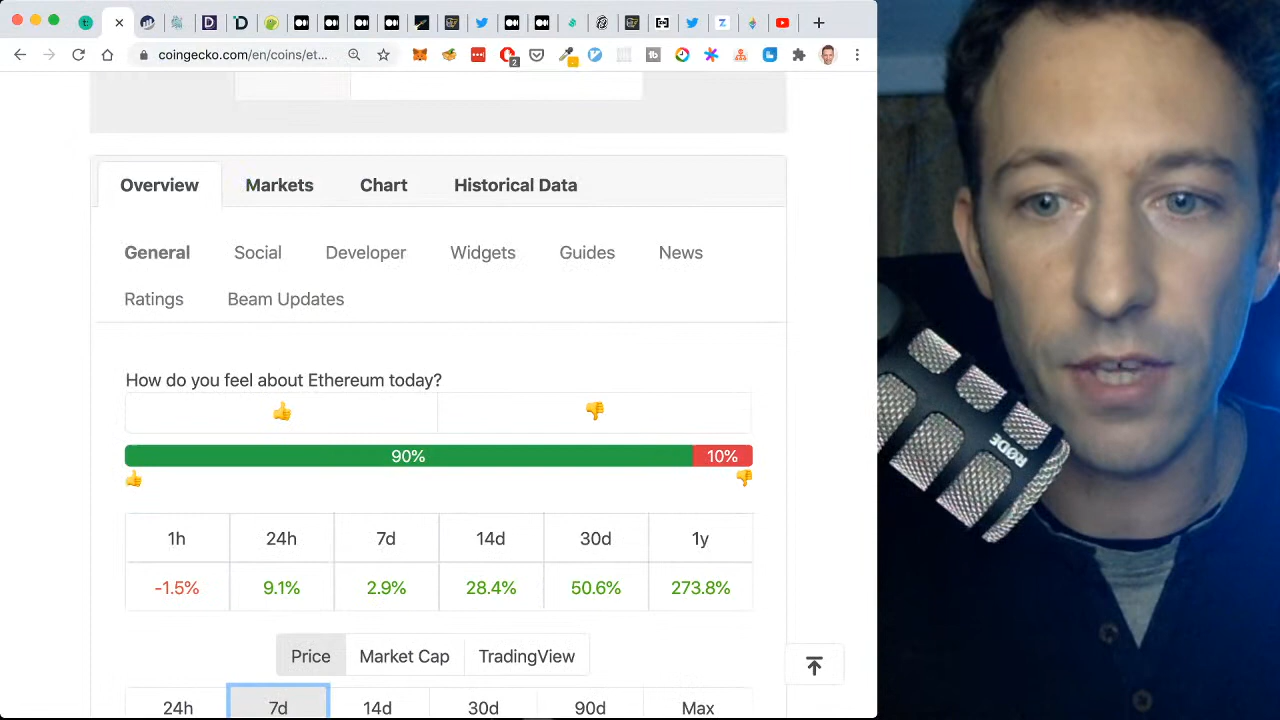 coingecko.com/en/coins/et...
2
Overview Markets Chart Historical Data
General Social Developer Widgets Guides News
Ratings Beam Updates
How do you feel about Ethereum today?
👍 👎
90% 10%
👍 👎
1h 24h 7d 14d 30d 1y
-1.5% 9.1% 2.9% 28.4% 50.6% 273.8%
Price Market Cap TradingView
24h 7d 14d 30d 90d Max
RØDE